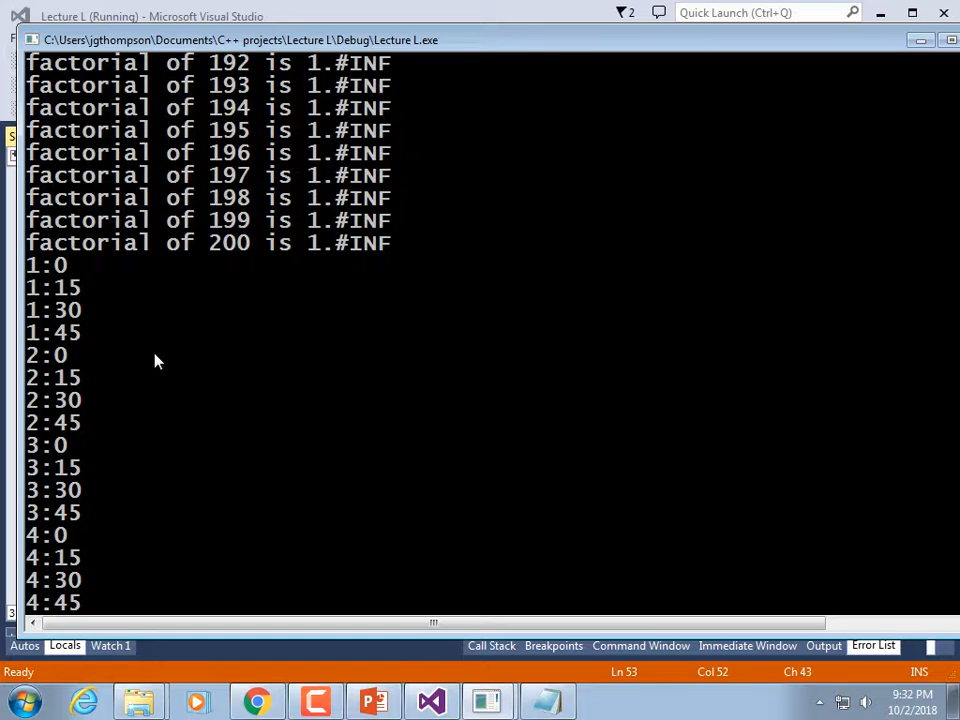 Lecture L (Running) - Microsoft Visual Studio
2
Quick Launch (Ctrl+Q)
C:\Users\jgthompson\Documents\C++ projects\Lecture L\Debug\Lecture L.exe
factorial of 192 is 1.#INF
factorial of 193 is 1.#INF
factorial of 194 is 1.#INF
factorial of 195 is 1.#INF
factorial of 196 is 1.#INF
factorial of 197 is 1.#INF
factorial of 198 is 1.#INF
factorial of 199 is 1.#INF
factorial of 200 is 1.#INF
1:0
1:15
1:30
1:45
2:0
2:15
2:30
2:45
3:0
3:15
3:30
3:45
4:0
4:15
4:30
4:45
Autos Locals Watch 1 Call Stack Breakpoints Command Window Immediate Window Output Error List
Ready Ln 53 Col 52 Ch 43 INS
9:32 PM
10/2/2018